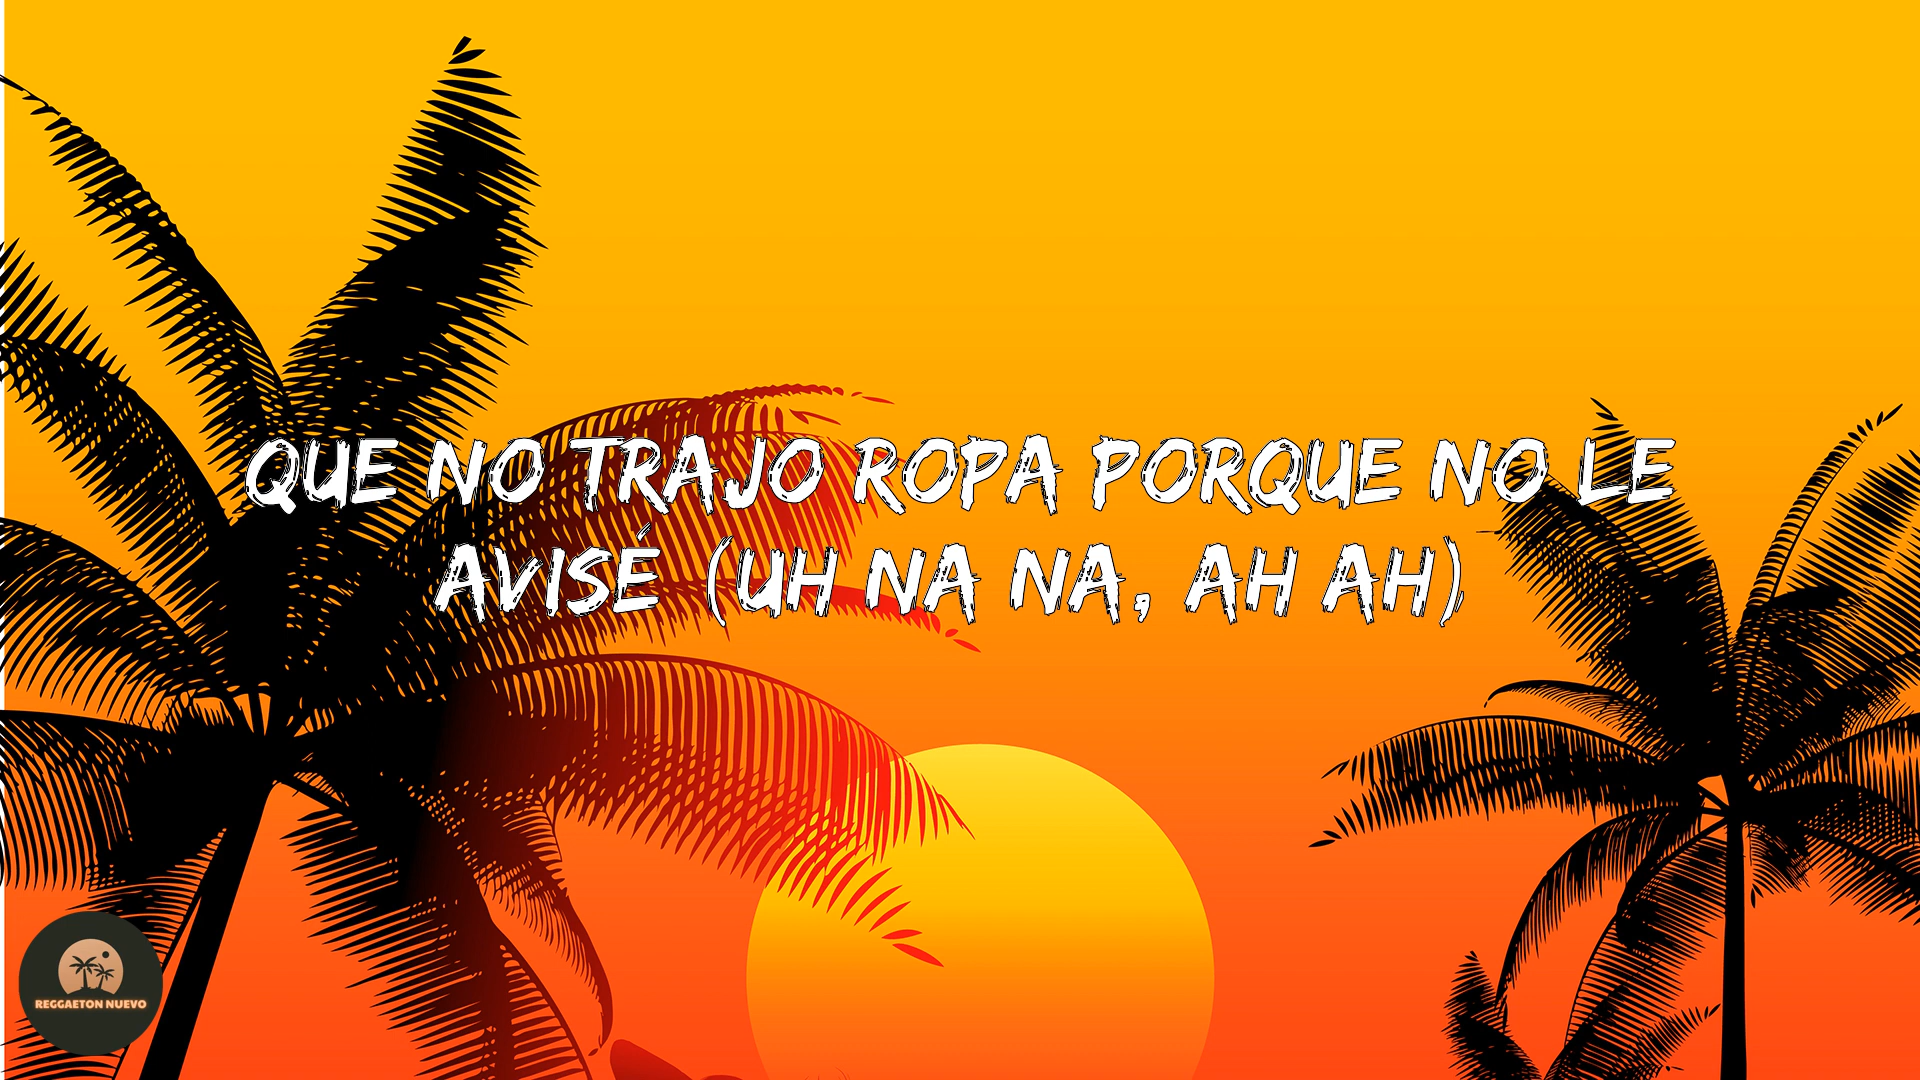 QUE NO TRAJO ROPA PORQUE NO LE
AVISÉ (UH NA NA, AH AH)
REGGAETON NUEVO